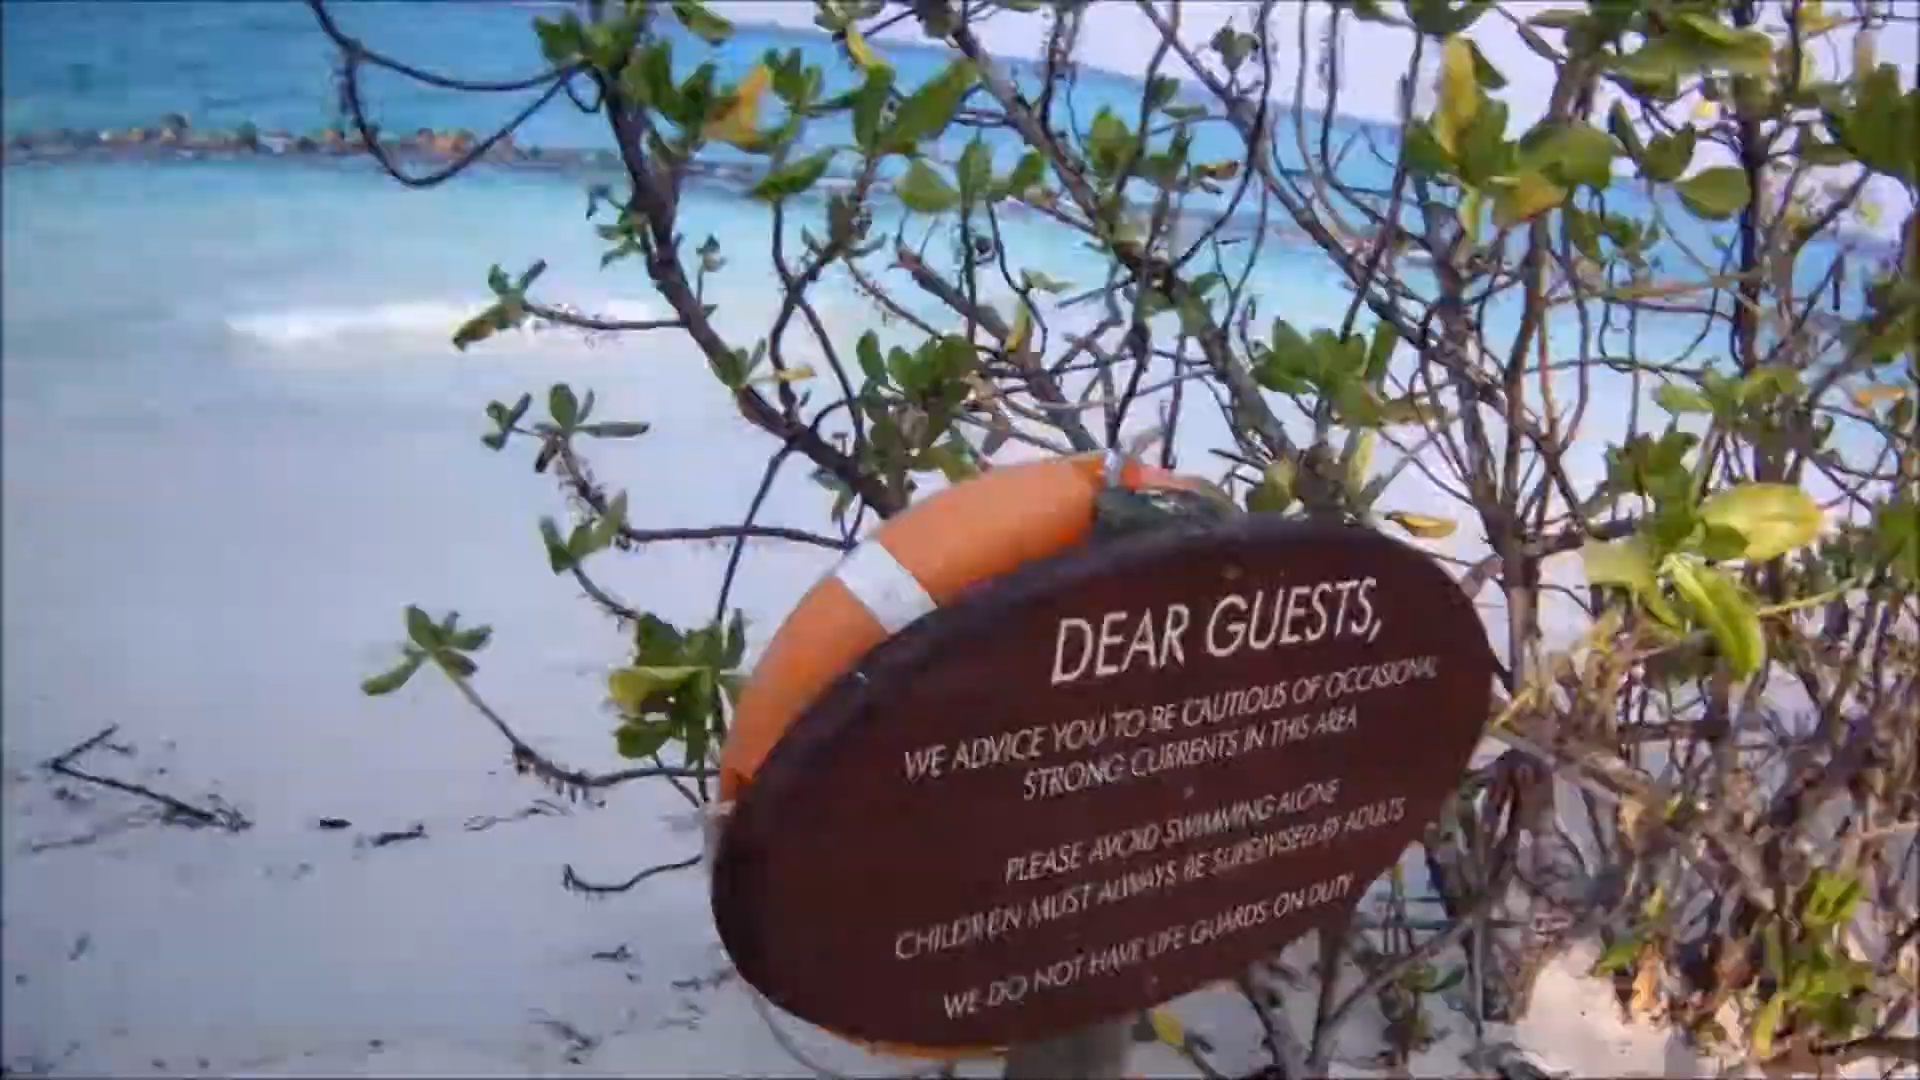 DEAR GUESTS,
WE ADVICE YOU TO BE CAUTIOUS OF OCCASIONAL
STRONG CURRENTS IN THIS AREA
PLEASE AVOID SWIMMING ALONE
CHILDREN MUST ALWAYS BE SUPERVISED BY ADULTS
WE DO NOT HAVE LIFE GUARDS ON DUTY